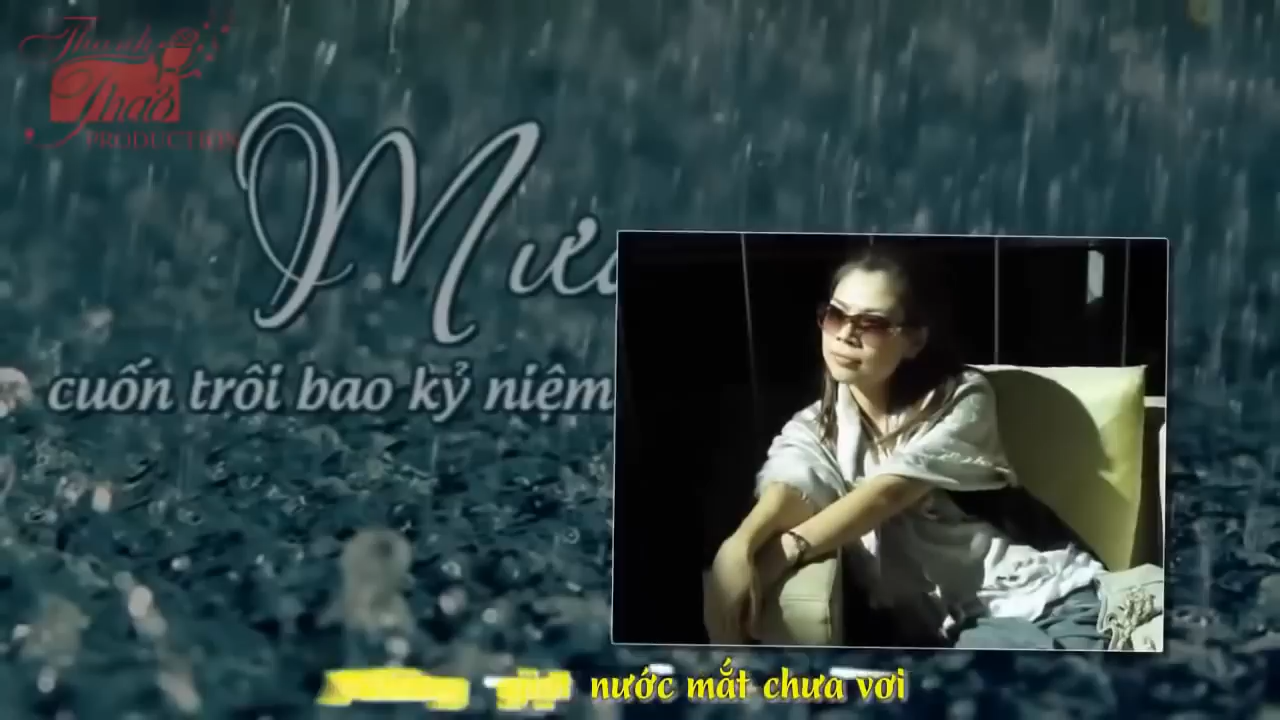 Thanh
Thảo
PRODUCTION
Mưa
cuốn trôi bao kỷ niệm
nước mắt chưa vơi